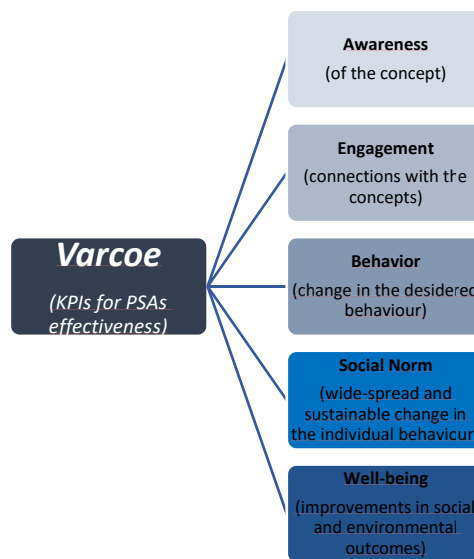 Awareness
(of the concept)
Engagement
(connections with the
concepts)
Varcoe
(KPIs for PSAs
effectiveness)
Behavior
(change in the desidered
behaviour)
Social Norm
(wide-spread and
sustainable change in
the individual behaviour
Well-being
(improvements in social
and environmental
outcomes)